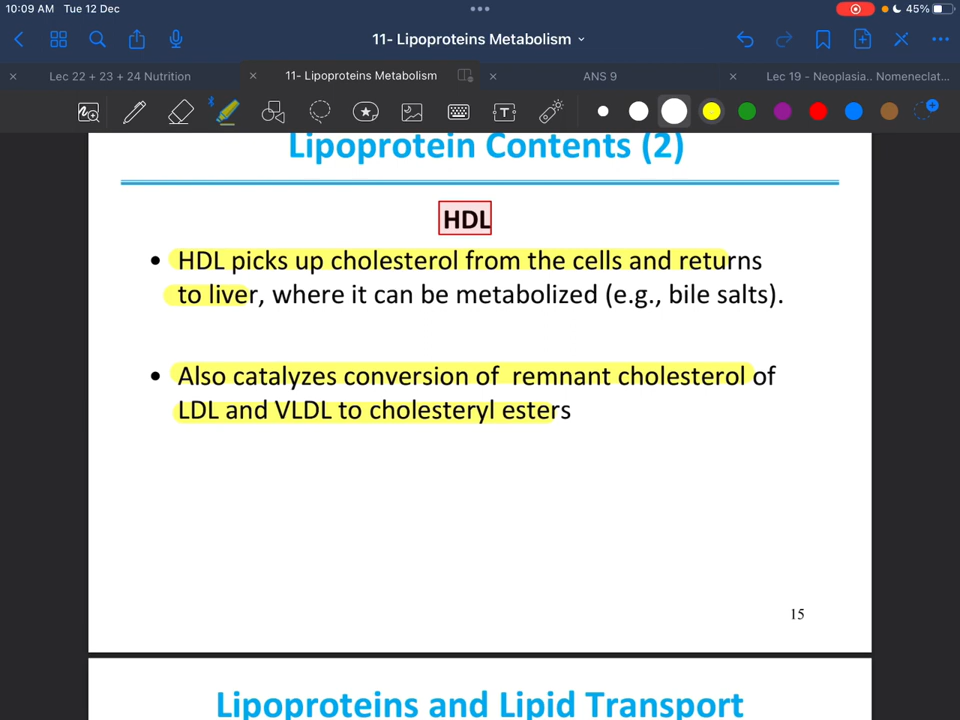 10:09 AM Tue 12 Dec
45%
11- Lipoproteins Metabolism
Lec 22 + 23 + 24 Nutrition
11- Lipoproteins Metabolism
ANS 9
Lec 19 - Neoplasia.. Nomeneclat...
T
Lipoprotein Contents (2)
HDL
• HDL picks up cholesterol from the cells and returns
to liver, where it can be metabolized (e.g., bile salts).
• Also catalyzes conversion of remnant cholesterol of
LDL and VLDL to cholesteryl esters
15
Lipoproteins and Lipid Transport